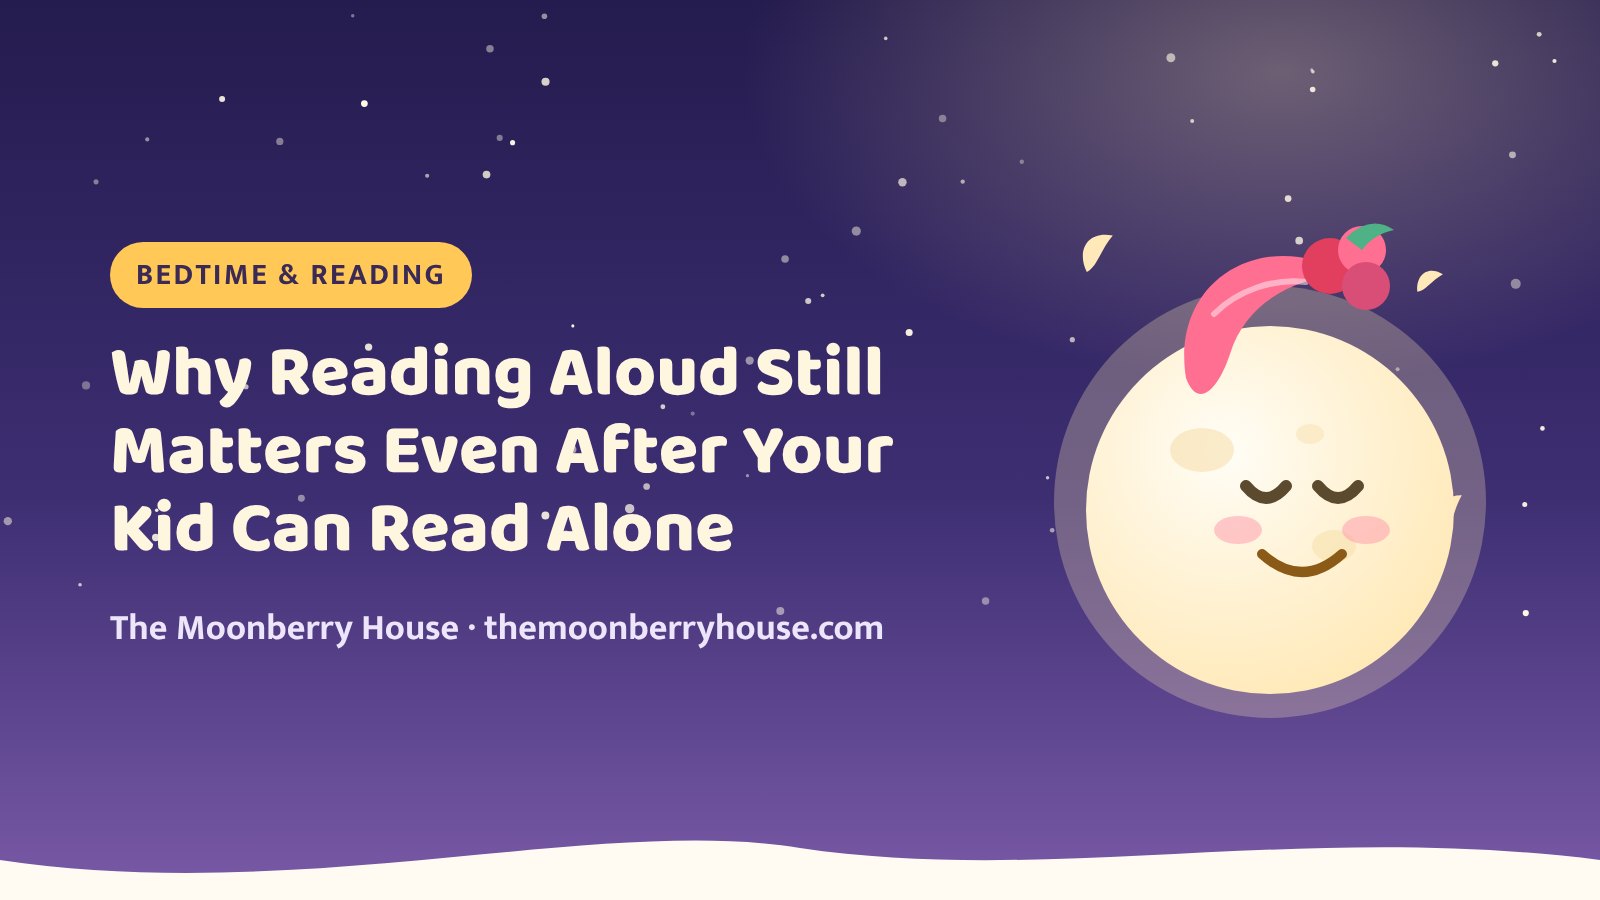 BEDTIME & READING
Why Reading Aloud Still
Matters Even After Your
Kid Can Read Alone
The Moonberry House · themoonberryhouse.com